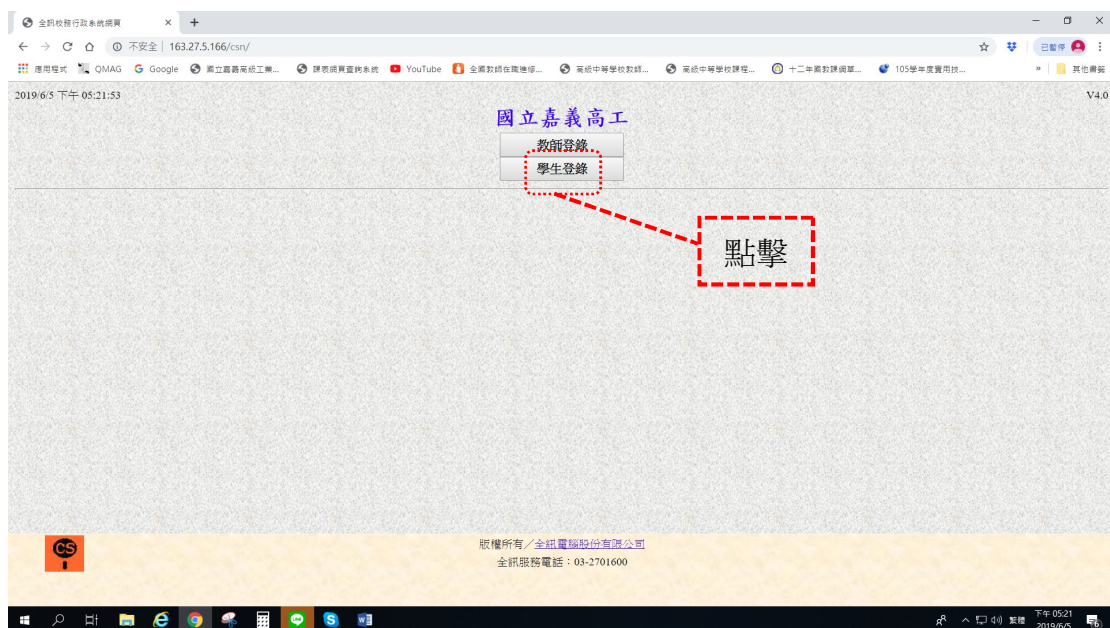 全訊校務行政系統網頁
不安全 | 163.27.5.166/csn/
已暫停
應用程式 QMAG Google 國立嘉義高級工業... 課表網頁查詢系統 YouTube 全國教師在職進修... 高級中等學校教師... 高級中等學校課程... 十二年國教課綱草... 105學年度實用技... » 其他書籤
2019/6/5 下午 05:21:53
V4.0
國立嘉義高工
教師登錄
學生登錄
點擊
CS
版權所有／全訊電腦股份有限公司
全訊服務電話：03-2701600
繁體
下午 05:21
2019/6/5